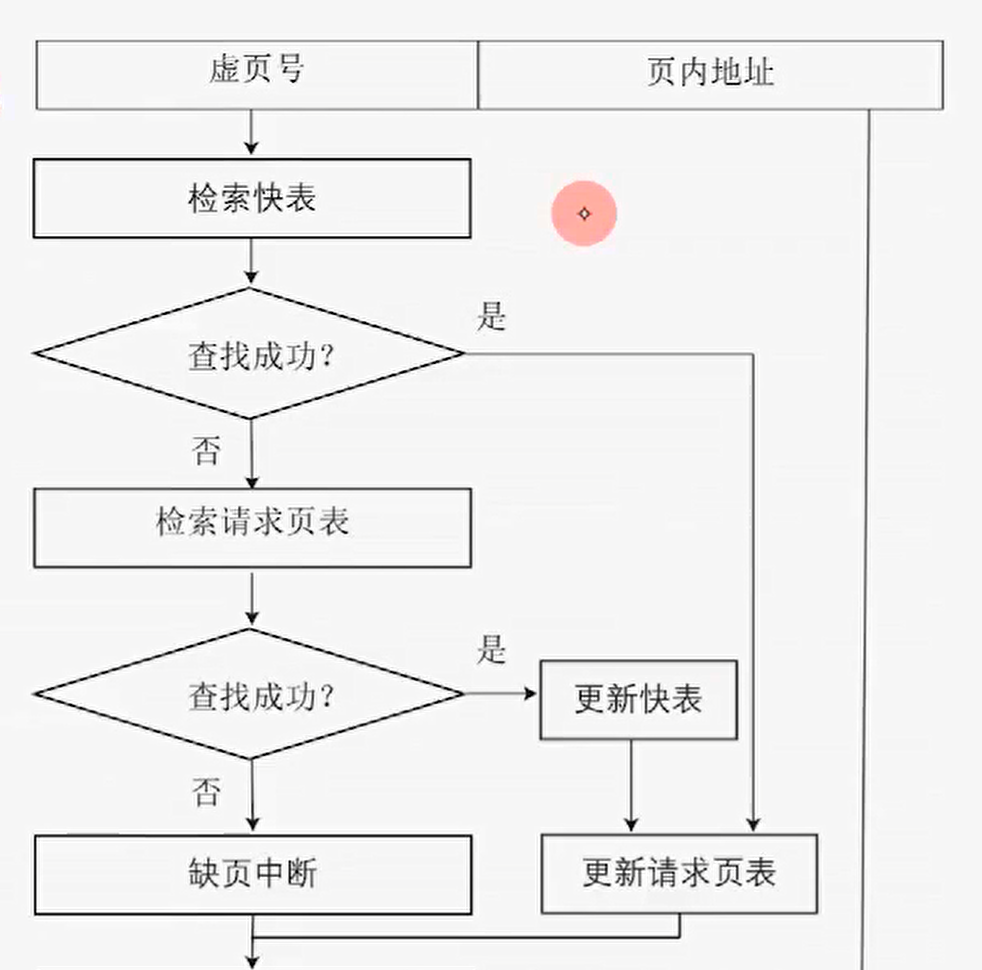 虚页号
页内地址
检索快表
查找成功？
是
否
检索请求页表
查找成功？
是
更新快表
否
缺页中断
更新请求页表